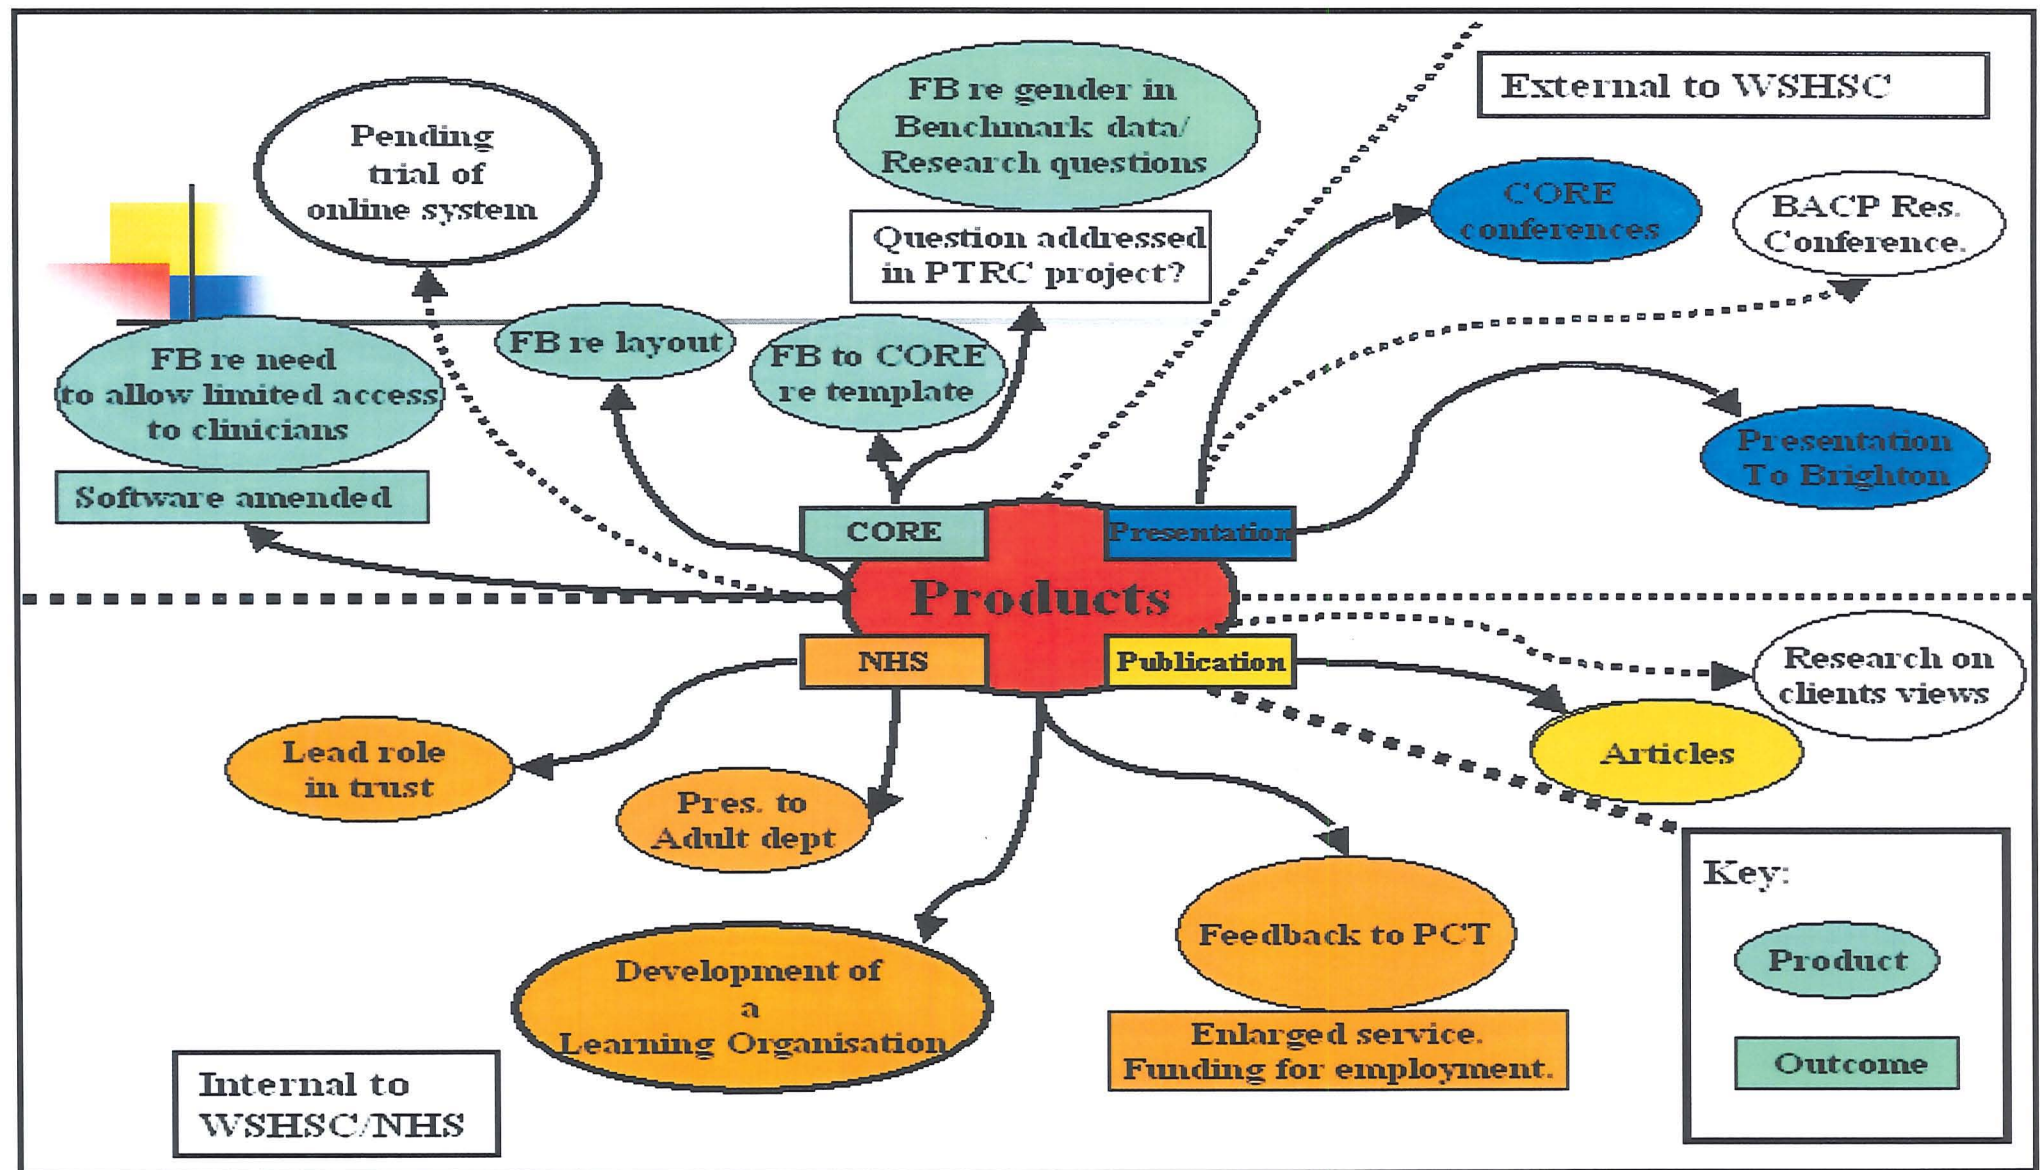 External to WSHSC
Pending
trial of
online system
FB re gender in
Benchmark data/
Research questions
Question addressed
in PTRC project?
CORE
conferences
BACP Res.
Conference.
FB re need
to allow limited access
to clinicians
Software amended
FB re layout
FB to CORE
re template
Presentation
To Brighton
CORE
Presentation
Products
NHS
Publication
Research on
clients views
Articles
Lead role
in trust
Pres. to
Adult dept
Development of
a
Learning Organisation
Feedback to PCT
Enlarged service.
Funding for employment.
Internal to
WSHSC/NHS
Key:
Product
Outcome